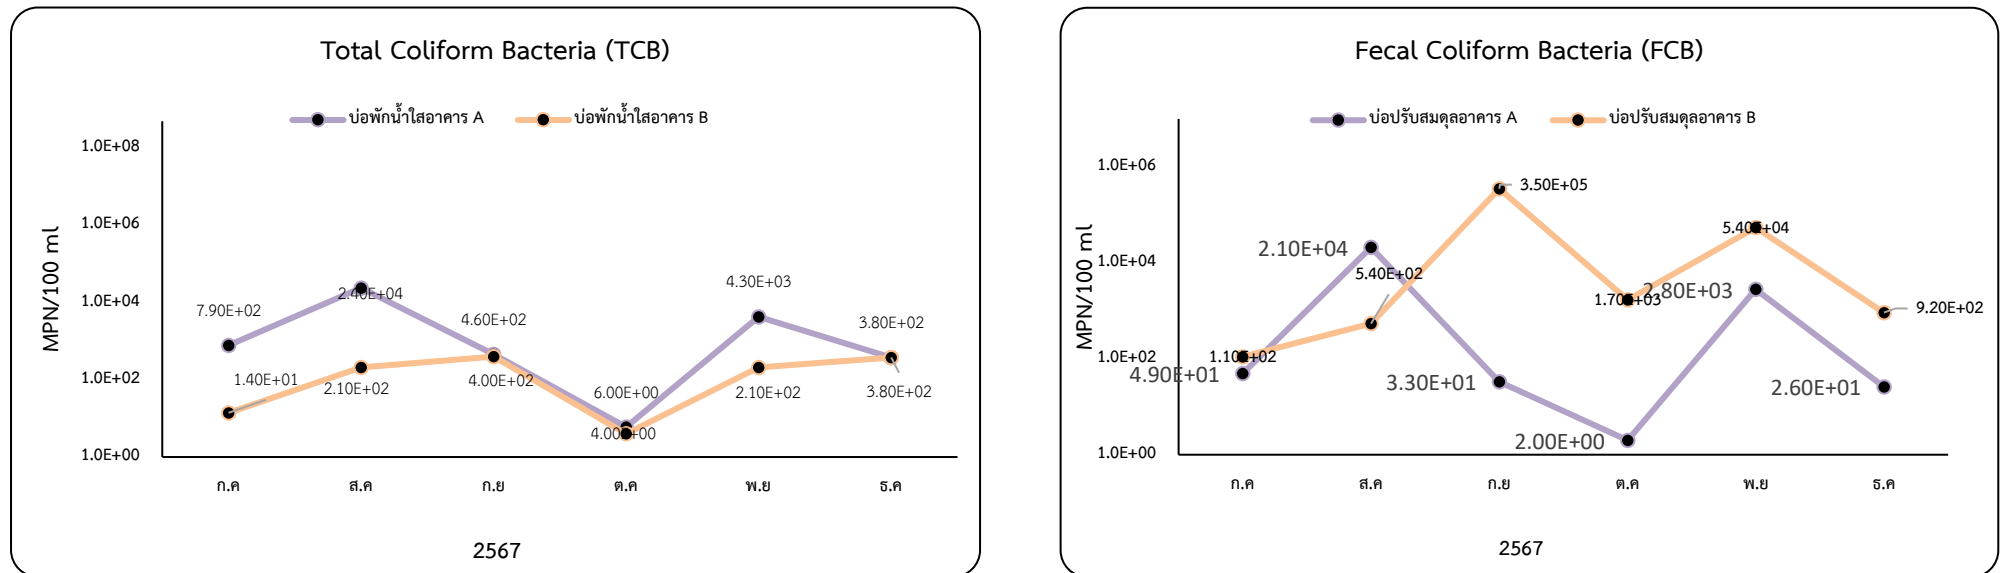 Total Coliform Bacteria (TCB)
บ่อพักน้ำใสอาคาร A
บ่อพักน้ำใสอาคาร B
MPN/100 ml
1.0E+08
1.0E+06
1.0E+04
1.0E+02
1.0E+00
7.90E+02
2.40E+04
4.60E+02
6.00E+00
4.30E+03
3.80E+02
1.40E+01
2.10E+02
4.00E+02
4.00E+00
2.10E+02
3.80E+02
ก.ค ส.ค ก.ย ต.ค พ.ย ธ.ค
2567
Fecal Coliform Bacteria (FCB)
บ่อปรับสมดุลอาคาร A
บ่อปรับสมดุลอาคาร B
MPN/100 ml
1.0E+06
1.0E+04
1.0E+02
1.0E+00
4.90E+01
2.10E+04
3.30E+01
2.00E+00
2.80E+03
2.60E+01
1.10E+02
5.40E+02
3.50E+05
1.70E+03
5.40E+04
9.20E+02
ก.ค ส.ค ก.ย ต.ค พ.ย ธ.ค
2567